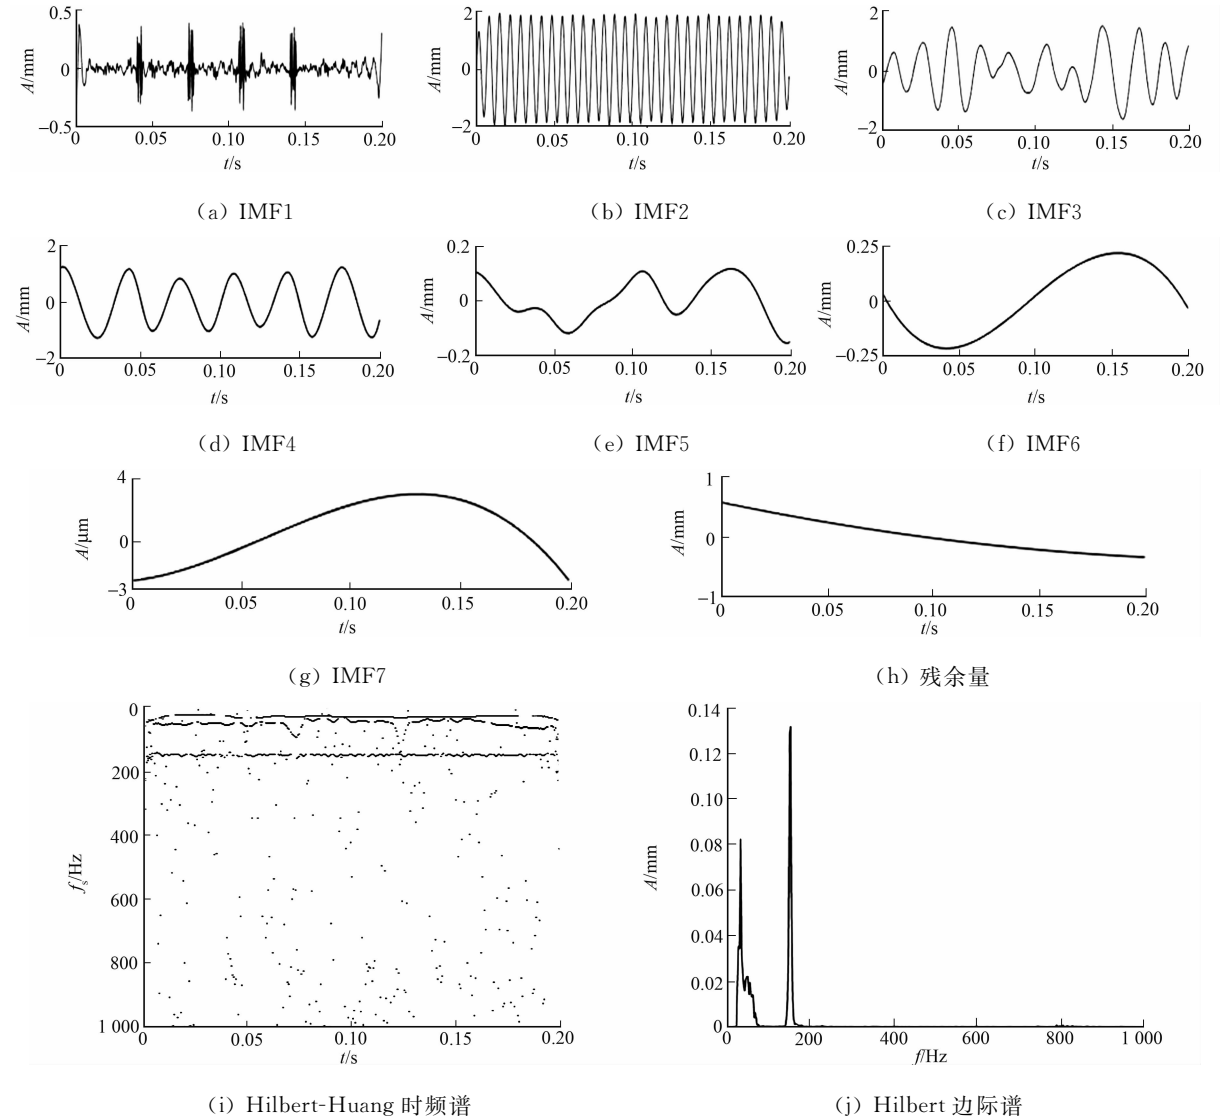 0.5
0
−0.5
A/mm
0 0.05 0.10 0.15 0.20
t/s
(a) IMF1
2
0
−2
A/mm
0 0.05 0.10 0.15 0.20
t/s
(b) IMF2
2
0
−2
A/mm
0 0.05 0.10 0.15 0.20
t/s
(c) IMF3
2
0
−2
A/mm
0 0.05 0.10 0.15 0.20
t/s
(d) IMF4
0.2
0
−0.2
A/mm
0 0.05 0.10 0.15 0.20
t/s
(e) IMF5
0.25
0
−0.25
A/mm
0 0.05 0.10 0.15 0.20
t/s
(f) IMF6
4
0
−3
A/μm
0 0.05 0.10 0.15 0.20
t/s
(g) IMF7
1
0
−1
A/mm
0 0.05 0.10 0.15 0.20
t/s
(h) 残余量
0
200
400
600
800
1 000
fs/Hz
0 0.05 0.10 0.15 0.20
t/s
(i) Hilbert-Huang 时频谱
0.14
0.12
0.10
0.08
0.06
0.04
0.02
0
A/mm
0 200 400 600 800 1 000
f/Hz
(j) Hilbert 边际谱